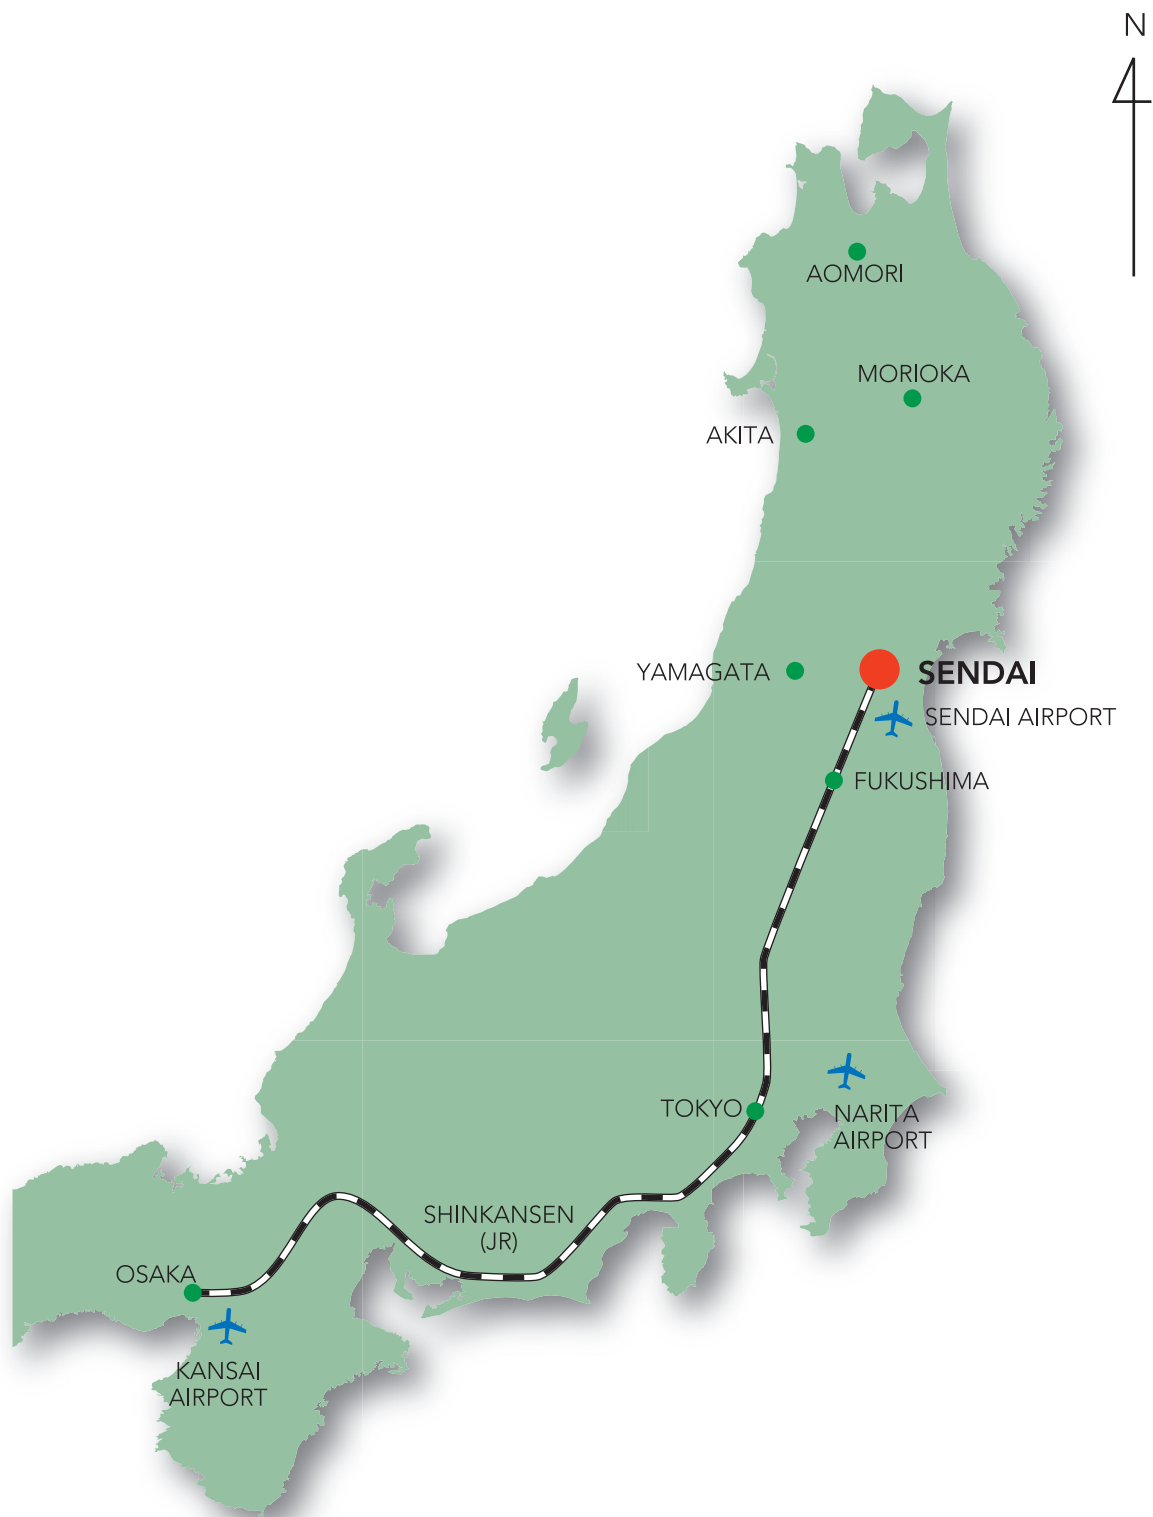 N
AOMORI
MORIOKA
AKITA
YAMAGATA
SENDAI
SENDAI AIRPORT
FUKUSHIMA
TOKYO
NARITA
AIRPORT
SHINKANSEN
(JR)
OSAKA
KANSAI
AIRPORT